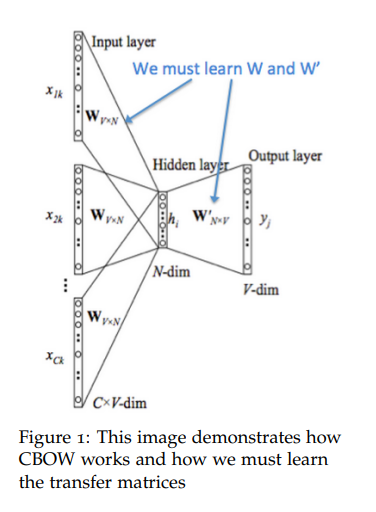 Input layer
We must learn W and W'
x1k
WV×N
Hidden layer
Output layer
x2k
WV×N
hi
W'N×V
yj
N-dim
V-dim
WV×N
xCk
C×V-dim
Figure 1: This image demonstrates how
CBOW works and how we must learn
the transfer matrices